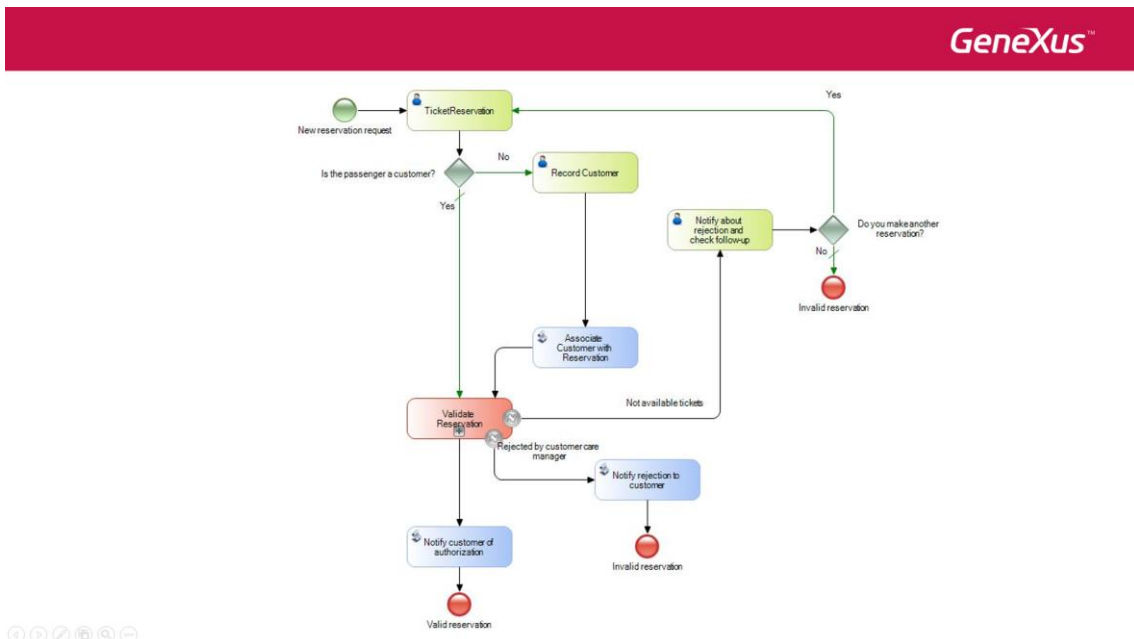 GeneXus™
Yes
TicketReservation
New reservation request
No
Is the passenger a customer?
Record Customer
Yes
Notify about
rejection and
check follow-up
Do you make another
reservation?
No
Invalid reservation
Associate
Customer with
Reservation
Not available tickets
Validate
Reservation
Rejected by customer care
manager
Notify rejection to
customer
Notify customer of
authorization
Invalid reservation
Valid reservation